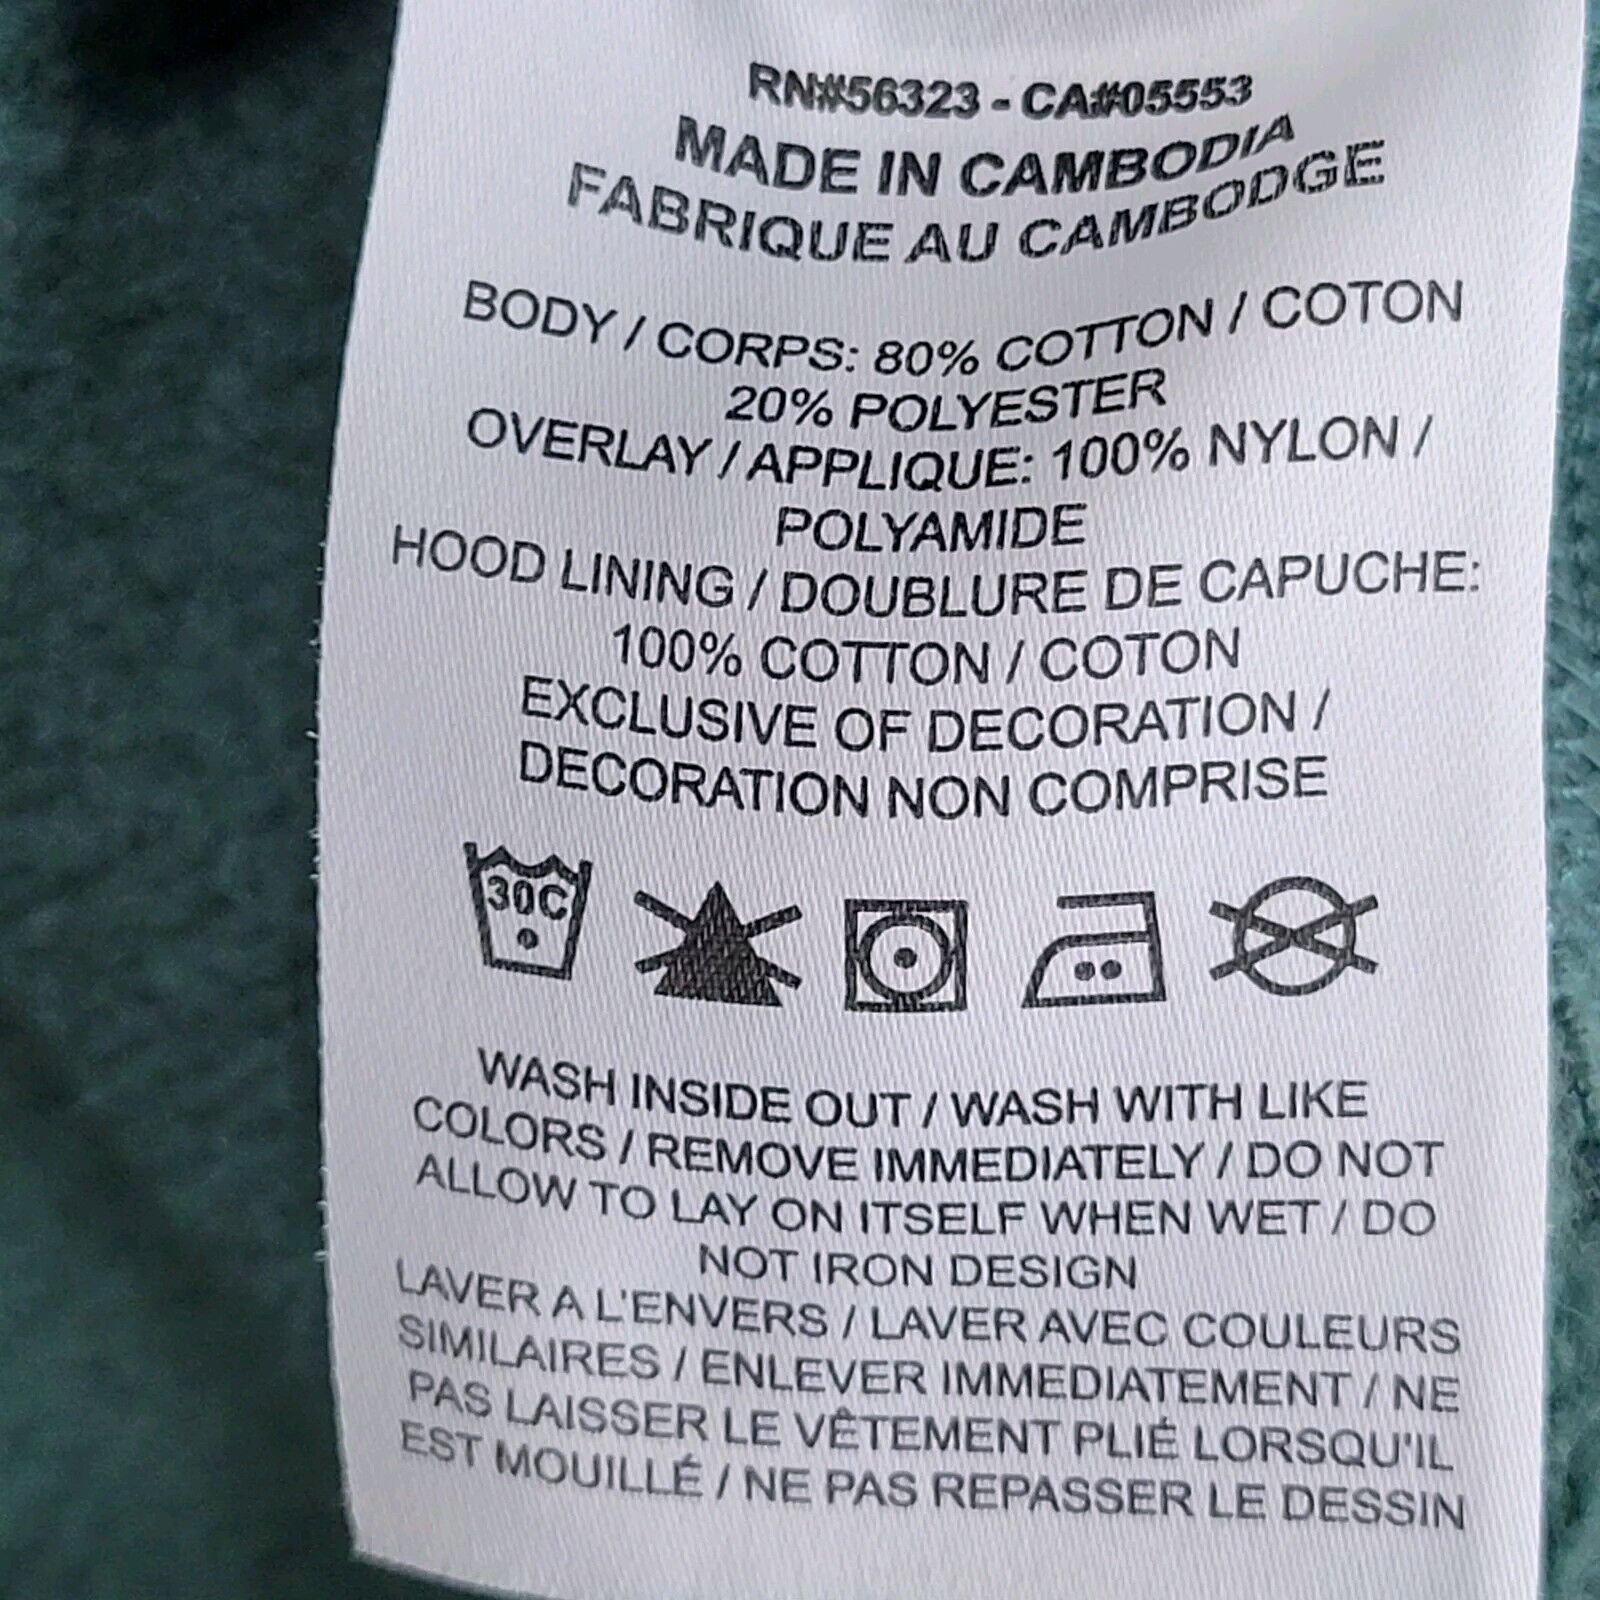 RN#56323 - CA#05553
MADE IN CAMBODIA
FABRIQUE AU CAMBODGE
BODY / CORPS: 80% COTTON / COTON
20% POLYESTER
OVERLAY / APPLIQUE: 100% NYLON /
POLYAMIDE
HOOD LINING / DOUBLURE DE CAPUCHE:
100% COTTON / COTON
EXCLUSIVE OF DECORATION /
DECORATION NON COMPRISE
30C
WASH INSIDE OUT / WASH WITH LIKE
COLORS / REMOVE IMMEDIATELY / DO NOT
ALLOW TO LAY ON ITSELF WHEN WET / DO
NOT IRON DESIGN
LAVER A L'ENVERS / LAVER AVEC COULEURS
SIMILAIRES / ENLEVER IMMEDIATEMENT / NE
PAS LAISSER LE VÊTEMENT PLIÉ LORSQU'IL
EST MOUILLÉ / NE PAS REPASSER LE DESSIN